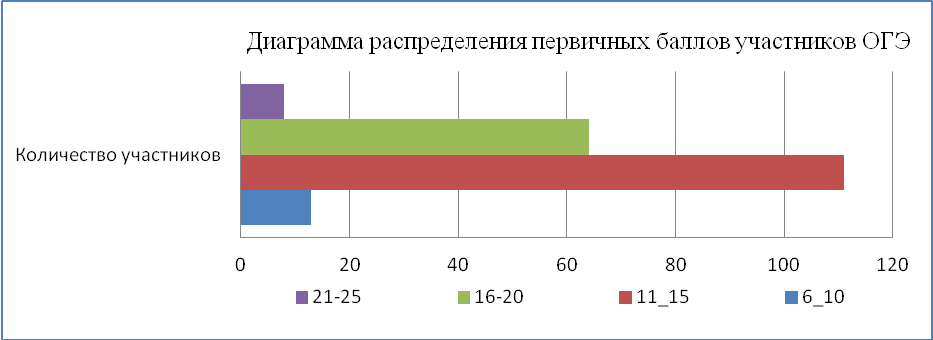 Диаграмма распределения первичных баллов участников ОГЭ
Количество участников
0 20 40 60 80 100 120
21-25 16-20 11_15 6_10